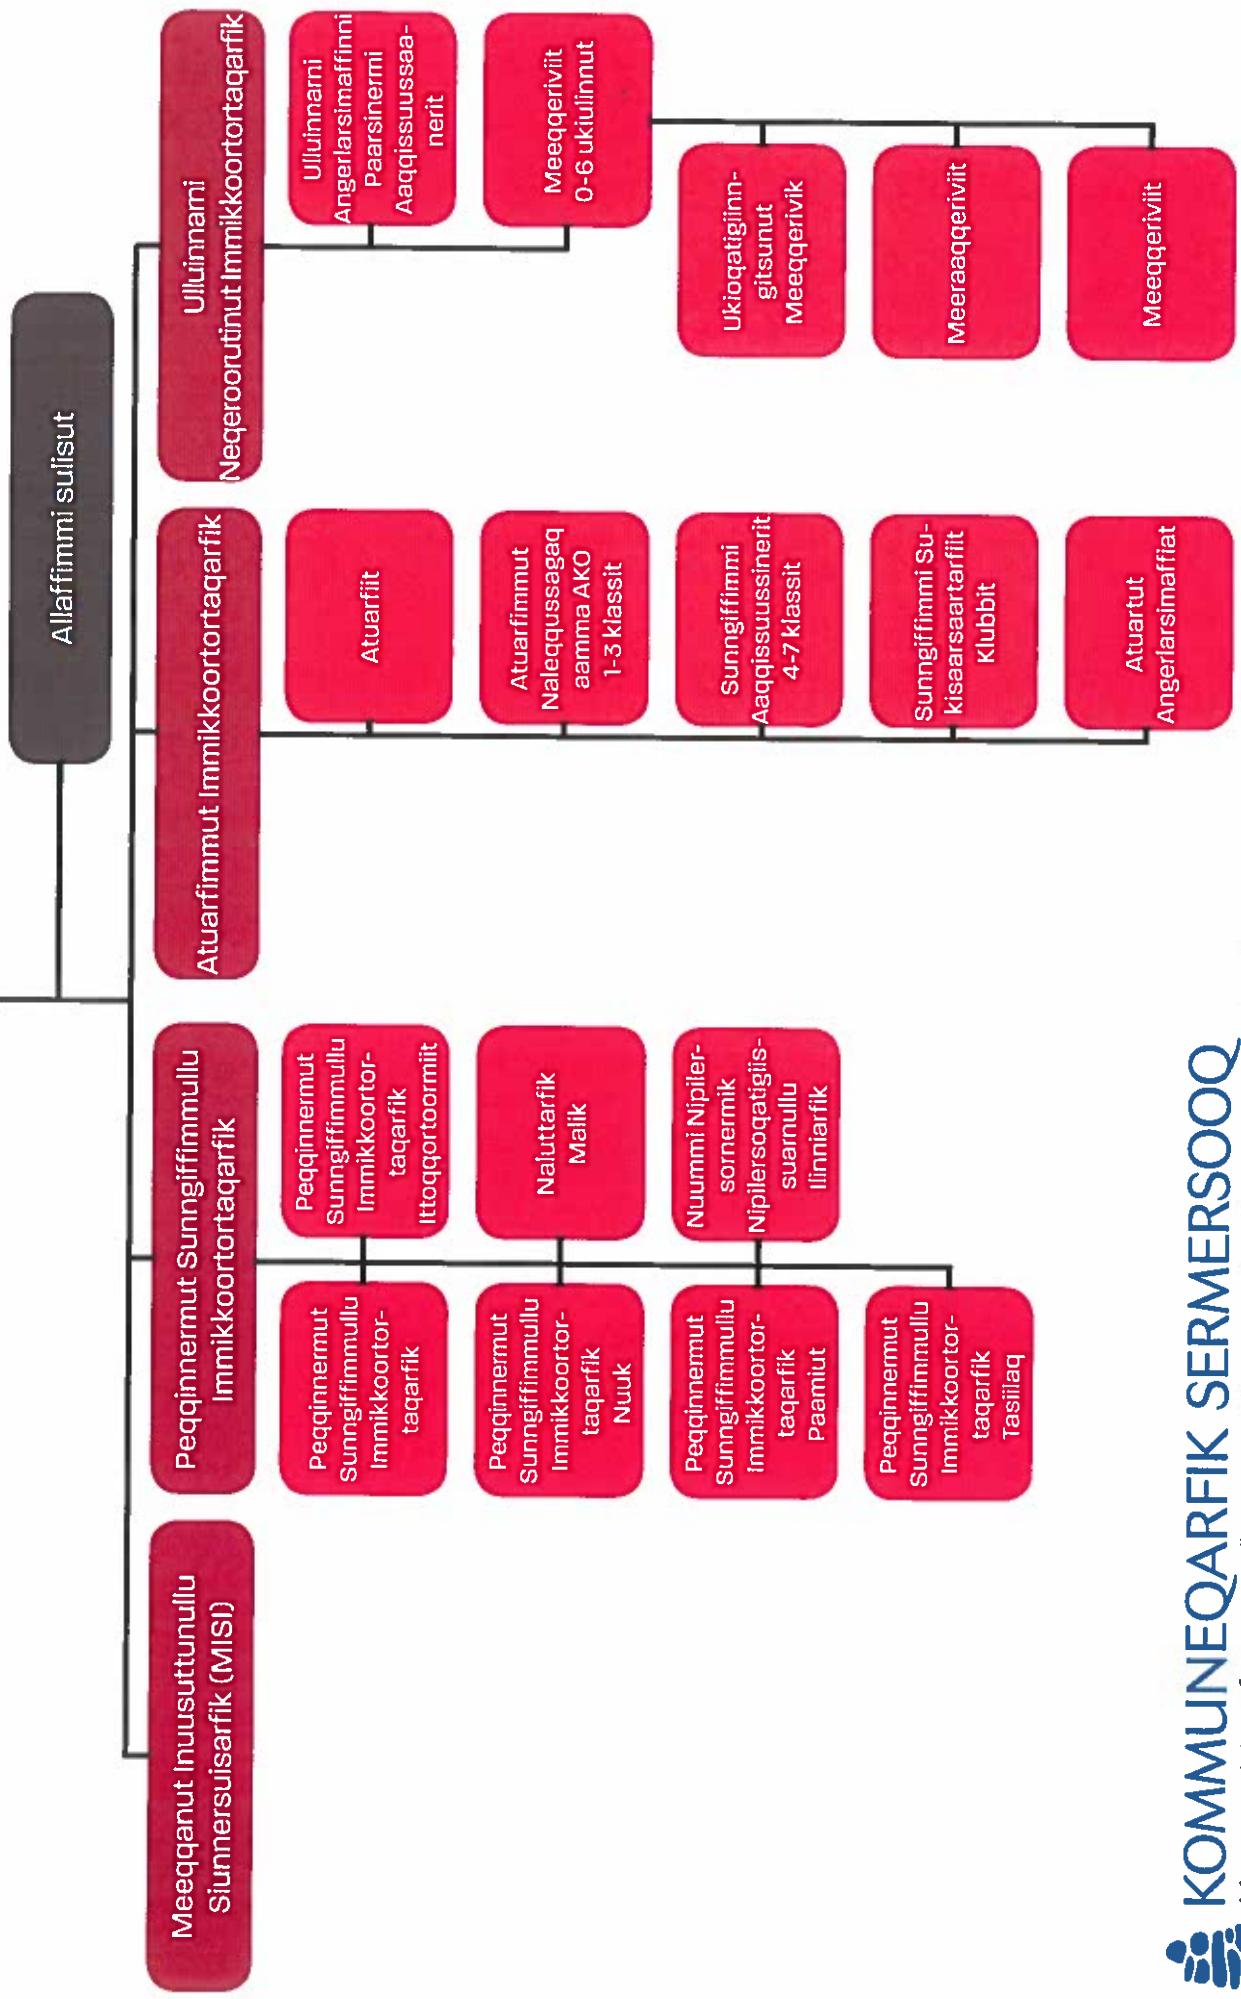 Allaffimmi sulisut
Meeqqanut Inuusuttunullu
Siunnersuisarfik (MISI)
Peqqinnermut Sunngiffimmullu
Immikkoortortaqarfik
Peqqinnermut
Sunngiffimmullu
Immikkoortor-
taqarfik
Peqqinnermut
Sunngiffimmullu
Immikkoortor-
taqarfik
Ittoqqortoormiit
Peqqinnermut
Sunngiffimmullu
Immikkoortor-
taqarfik
Nuuk
Naluttarfik
Malik
Peqqinnermut
Sunngiffimmullu
Immikkoortor-
taqarfik
Paamiut
Nuummi Nipiler-
sornermik
Nipilersoqatigiis-
suarnullu
Ilinniarfik
Peqqinnermut
Sunngiffimmullu
Immikkoortor-
taqarfik
Tasiilaq
Atuarfimmut Immikkoortortaqarfik
Atuarfiit
Atuarfimmut
Naleqqussagaq
aamma AKO
1-3 klassit
Sunngiffimmi
Aaqqissussinerit
4-7 klassit
Sunngiffimmi Su-
kisaarsaartarfiit
Klubbit
Atuartut
Angerlarsimaffiat
Ulluinnarni
Neqeroorutinut Immikkoortortaqarfik
Ulluinnarni
Angerlarsimaffinni
Paarsinermi
Aaqqissuussaa-
nerit
Meeqqeriviit
0-6 ukiulinnut
Ukioqatigiinn-
gitsunut
Meeqqerivik
Meeraaqqeriviit
Meeqqeriviit
KOMMUNEQARFIK SERMERSOOQ